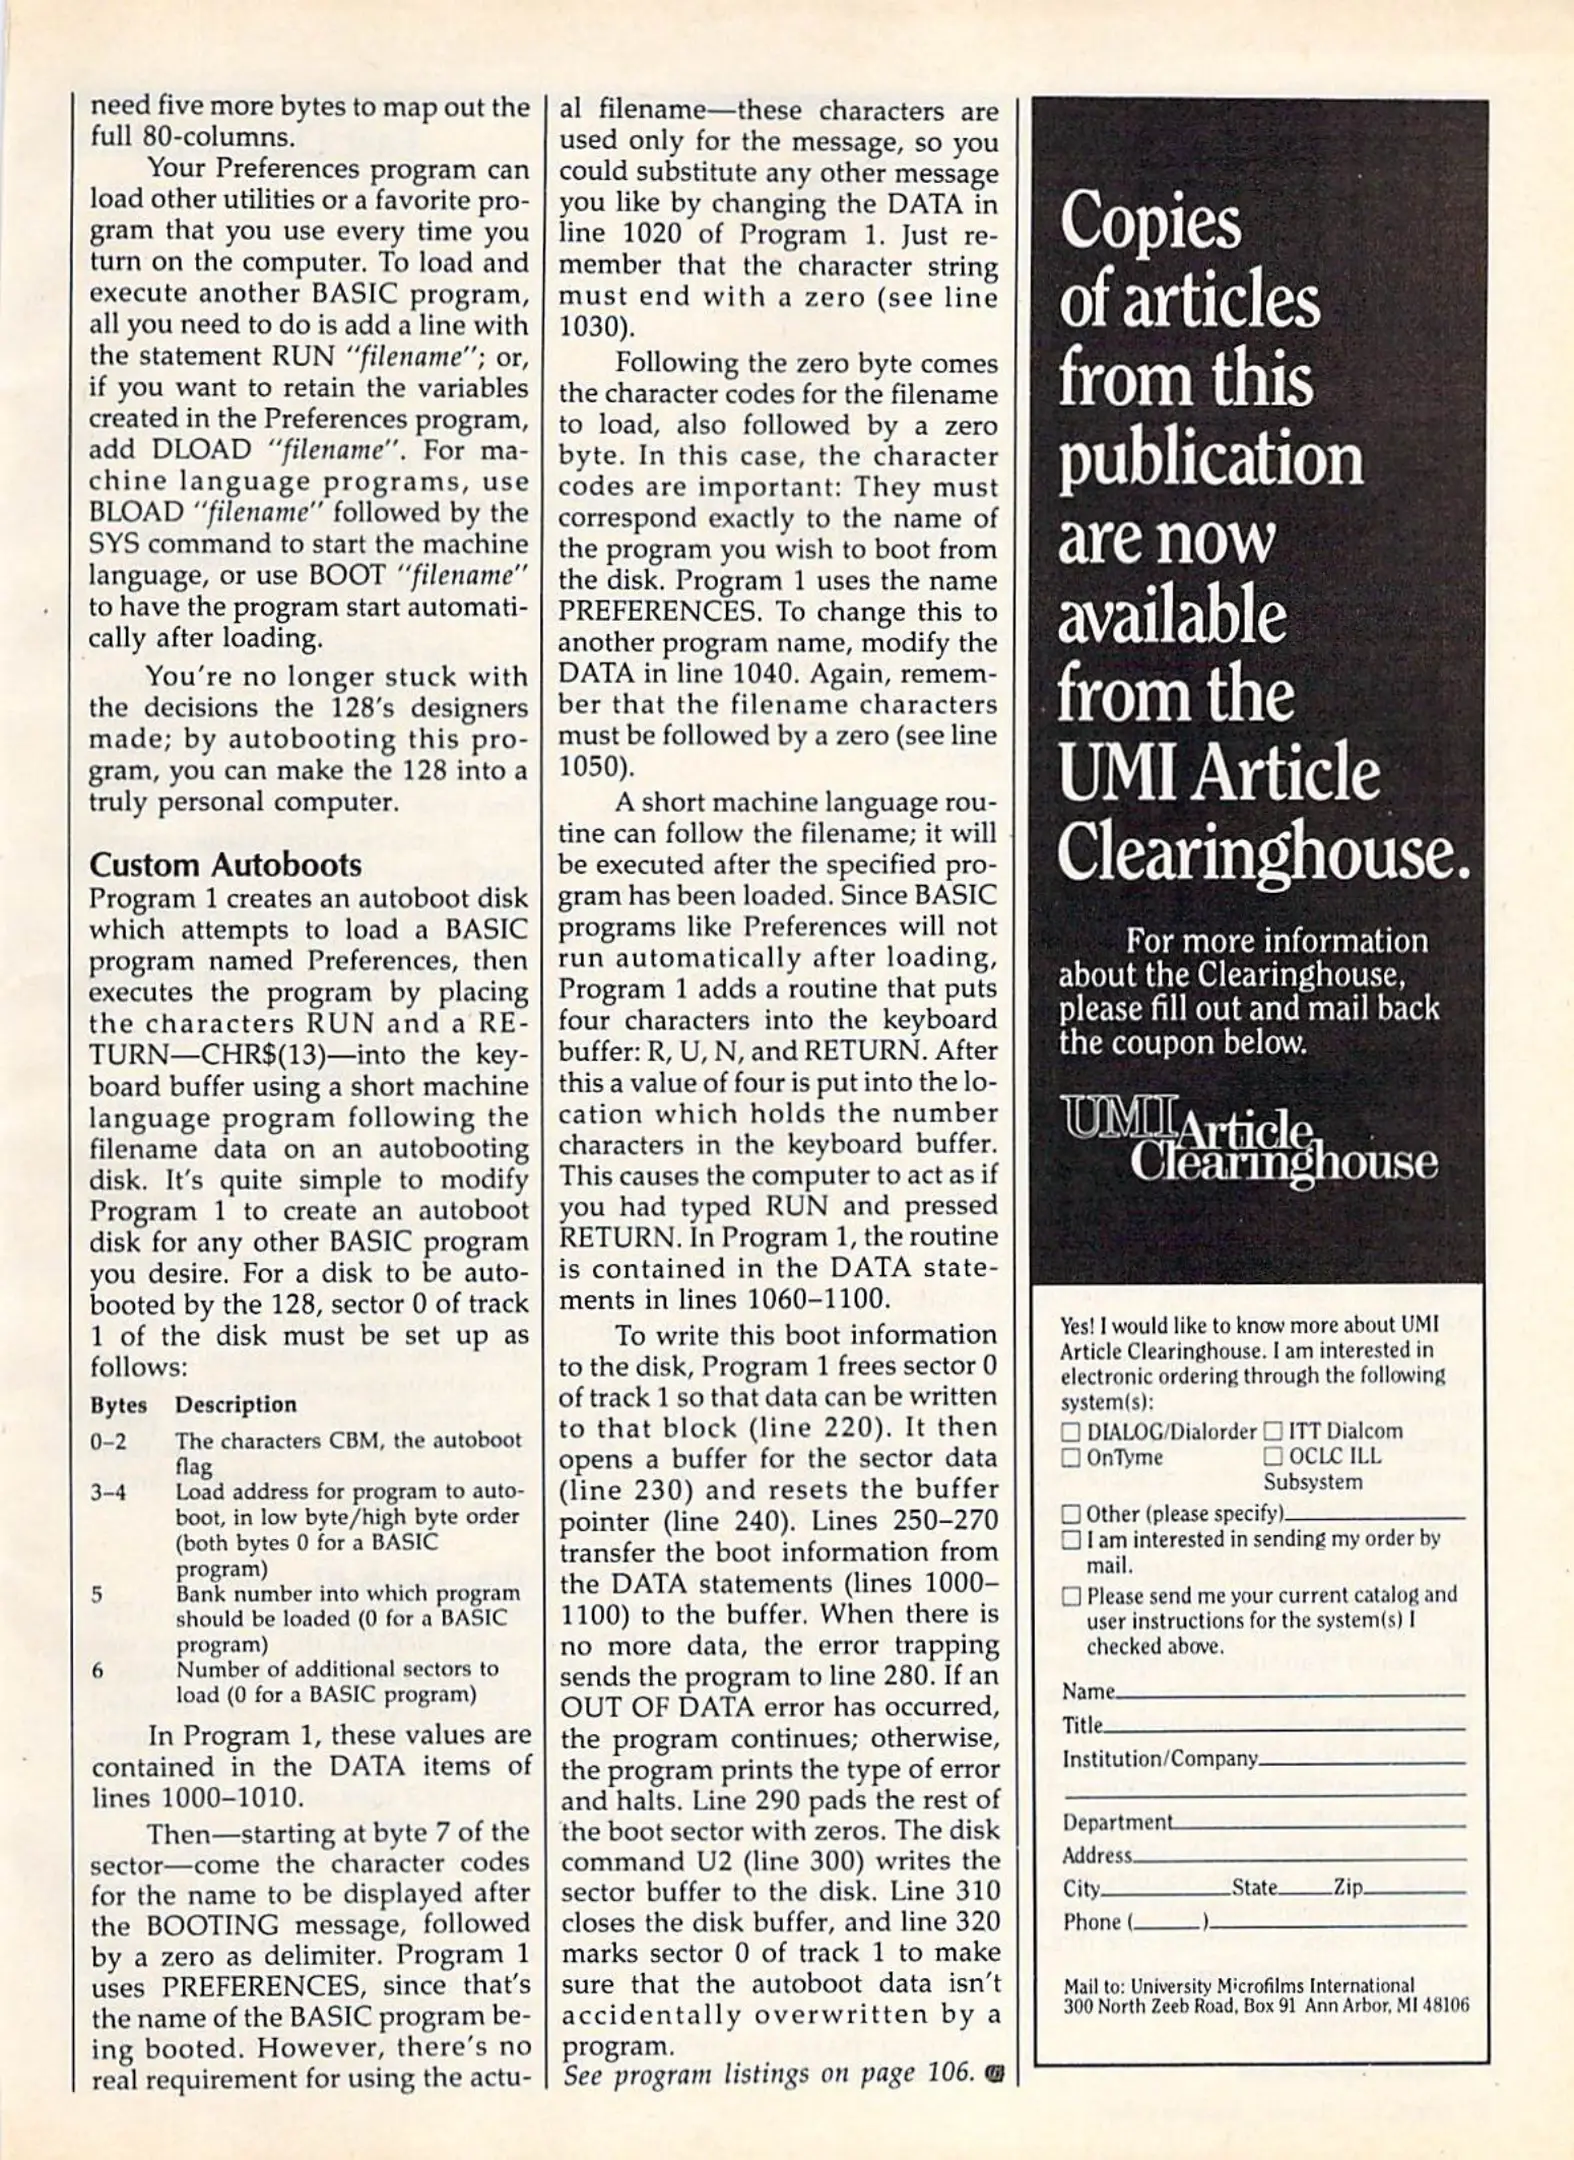 need five more bytes to map out the
full 80-columns.
Your Preferences program can
load other utilities or a favorite pro-
gram that you use every time you
turn on the computer. To load and
execute another BASIC program,
all you need to do is add a line with
the statement RUN "filename"; or,
if you want to retain the variables
created in the Preferences program,
add DLOAD "filename". For ma-
chine language programs, use
BLOAD "filename" followed by the
SYS command to start the machine
language, or use BOOT "filename"
to have the program start automati-
cally after loading.
You're no longer stuck with
the decisions the 128's designers
made; by autobooting this pro-
gram, you can make the 128 into a
truly personal computer.
Custom Autoboots
Program 1 creates an autoboot disk
which attempts to load a BASIC
program named Preferences, then
executes the program by placing
the characters RUN and a RE-
TURN—CHR$(13)—into the key-
board buffer using a short machine
language program following the
filename data on an autobooting
disk. It's quite simple to modify
Program 1 to create an autoboot
disk for any other BASIC program
you desire. For a disk to be auto-
booted by the 128, sector 0 of track
1 of the disk must be set up as
follows:
Bytes Description
0–2 The characters CBM, the autoboot
flag
3–4 Load address for program to auto-
boot, in low byte/high byte order
(both bytes 0 for a BASIC
program)
5 Bank number into which program
should be loaded (0 for a BASIC
program)
6 Number of additional sectors to
load (0 for a BASIC program)
In Program 1, these values are
contained in the DATA items of
lines 1000–1010.
Then—starting at byte 7 of the
sector—come the character codes
for the name to be displayed after
the BOOTING message, followed
by a zero as delimiter. Program 1
uses PREFERENCES, since that's
the name of the BASIC program be-
ing booted. However, there's no
real requirement for using the actu-
al filename—these characters are
used only for the message, so you
could substitute any other message
you like by changing the DATA in
line 1020 of Program 1. Just re-
member that the character string
must end with a zero (see line
1030).
Following the zero byte comes
the character codes for the filename
to load, also followed by a zero
byte. In this case, the character
codes are important: They must
correspond exactly to the name of
the program you wish to boot from
the disk. Program 1 uses the name
PREFERENCES. To change this to
another program name, modify the
DATA in line 1040. Again, remem-
ber that the filename characters
must be followed by a zero (see line
1050).
A short machine language rou-
tine can follow the filename; it will
be executed after the specified pro-
gram has been loaded. Since BASIC
programs like Preferences will not
run automatically after loading,
Program 1 adds a routine that puts
four characters into the keyboard
buffer: R, U, N, and RETURN. After
this a value of four is put into the lo-
cation which holds the number
characters in the keyboard buffer.
This causes the computer to act as if
you had typed RUN and pressed
RETURN. In Program 1, the routine
is contained in the DATA state-
ments in lines 1060–1100.
To write this boot information
to the disk, Program 1 frees sector 0
of track 1 so that data can be written
to that block (line 220). It then
opens a buffer for the sector data
(line 230) and resets the buffer
pointer (line 240). Lines 250–270
transfer the boot information from
the DATA statements (lines 1000–
1100) to the buffer. When there is
no more data, the error trapping
sends the program to line 280. If an
OUT OF DATA error has occurred,
the program continues; otherwise,
the program prints the type of error
and halts. Line 290 pads the rest of
the boot sector with zeros. The disk
command U2 (line 300) writes the
sector buffer to the disk. Line 310
closes the disk buffer, and line 320
marks sector 0 of track 1 to make
sure that the autoboot data isn't
accidentally overwritten by a
program.
See program listings on page 106.
Copies
of articles
from this
publication
are now
available
from the
UMI Article
Clearinghouse.
For more information
about the Clearinghouse,
please fill out and mail back
the coupon below.
UMI Article
Clearinghouse
Yes! I would like to know more about UMI
Article Clearinghouse. I am interested in
electronic ordering through the following
system(s):
☐ DIALOG/Dialorder ☐ ITT Dialcom
☐ OnTyme ☐ OCLC ILL
Subsystem
☐ Other (please specify)
☐ I am interested in sending my order by
mail.
☐ Please send me your current catalog and
user instructions for the system(s) I
checked above.
Name
Title
Institution/Company
Department
Address
City State Zip
Phone ( )
Mail to: University Microfilms International
300 North Zeeb Road, Box 91 Ann Arbor, MI 48106